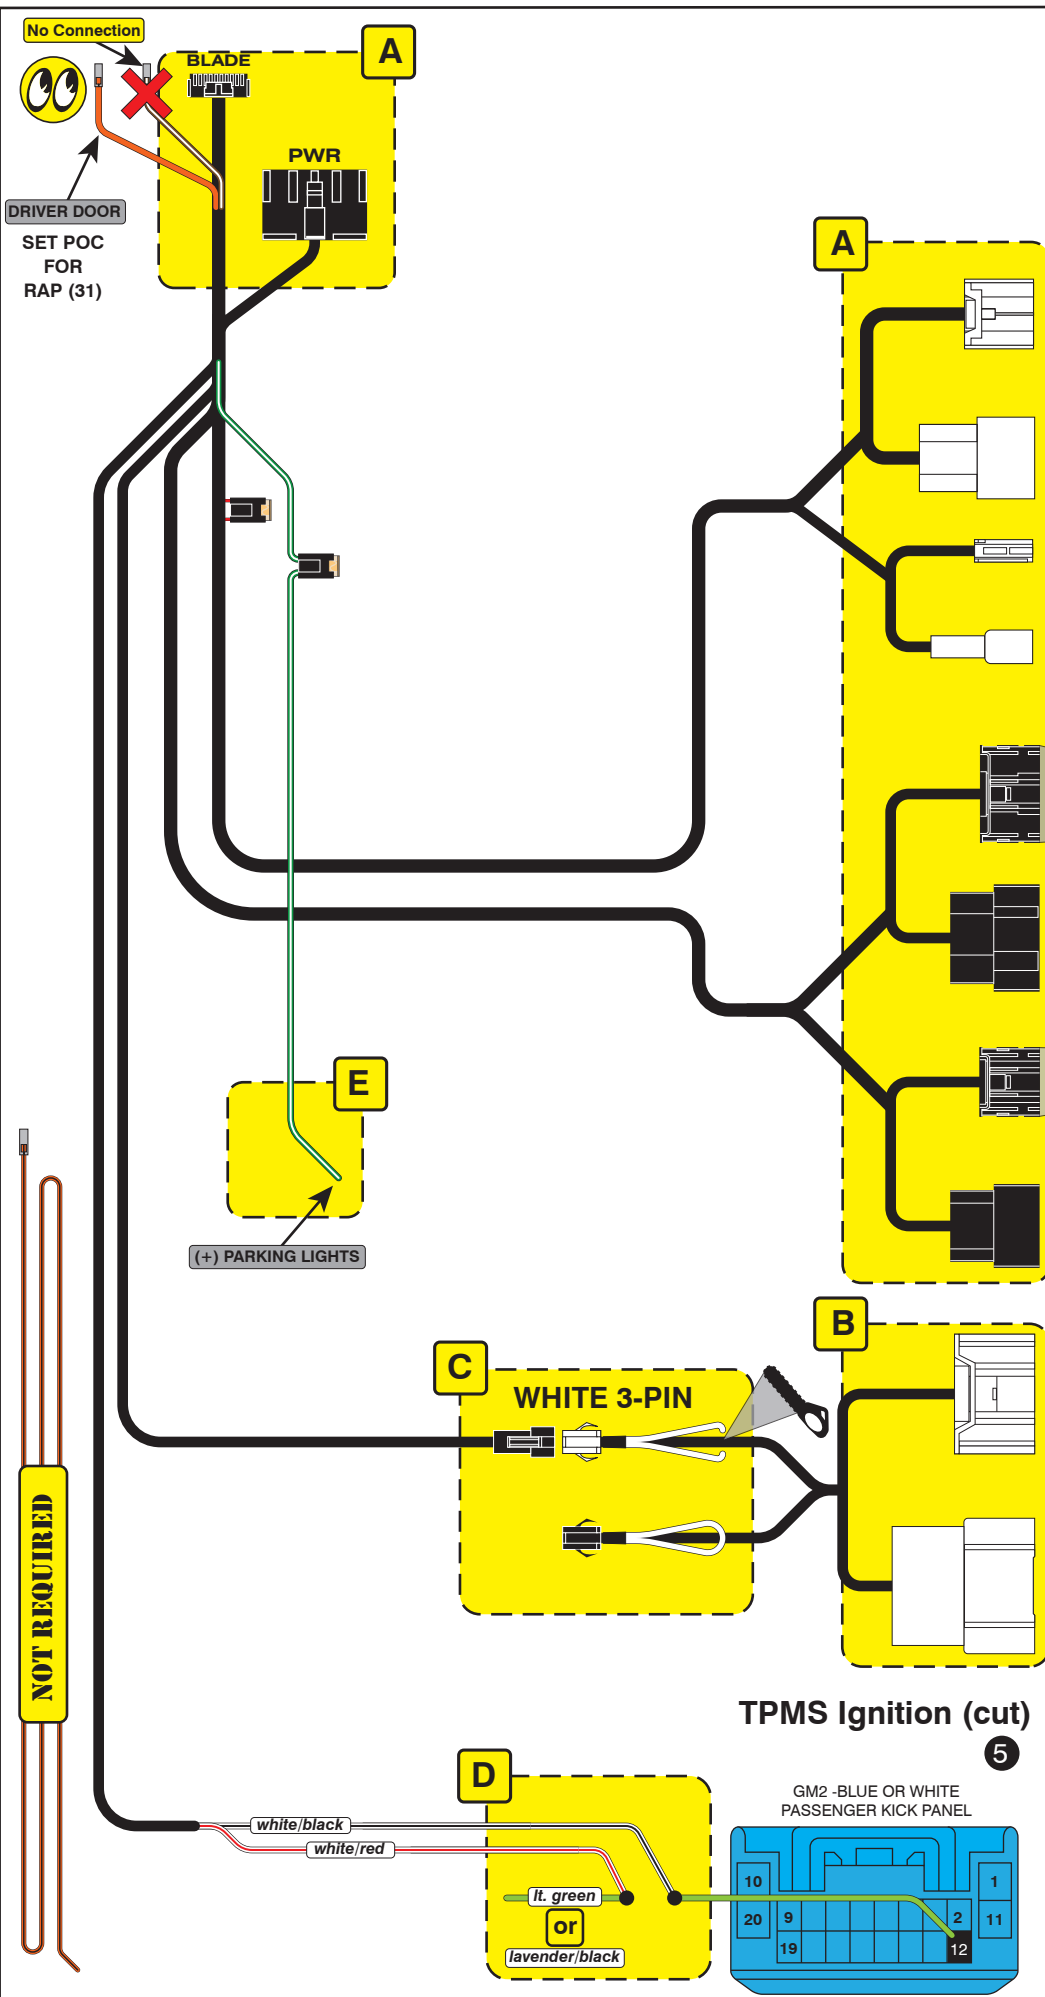 No Connection
A
BLADE
PWR
DRIVER DOOR
SET POC
FOR
RAP (31)
A
E
(+) PARKING LIGHTS
B
C
WHITE 3-PIN
NOT REQUIRED
TPMS Ignition (cut)
5
D
GM2 -BLUE OR WHITE
PASSENGER KICK PANEL
white/black
white/red
lt. green
or
lavender/black
10
1
20
9
2
11
19
12